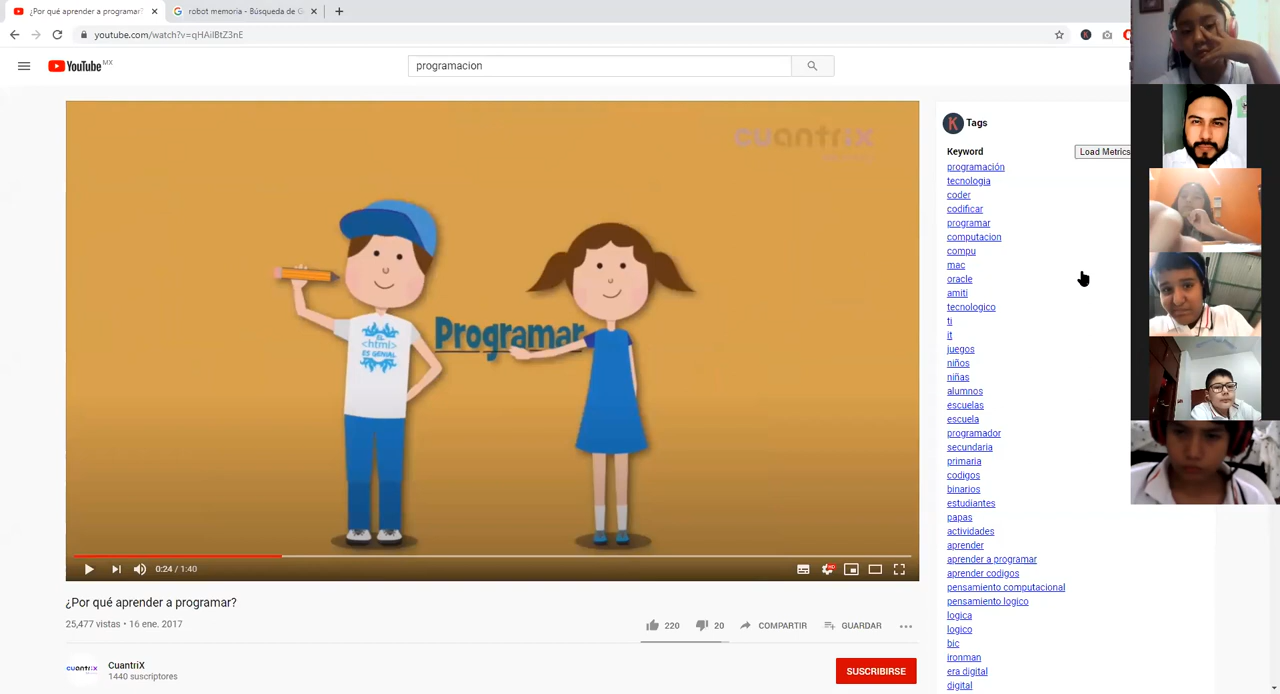 ¿Por qué aprender a programar?
robot memoria - Búsqueda de G
youtube.com/watch?v=qHAilBtZ3nE
YouTube MX
programacion
cuantrix
El
<html>
ES GENIAL
Programar
0:24 / 1:40
¿Por qué aprender a programar?
25,477 vistas • 16 ene. 2017
220
20
COMPARTIR
GUARDAR
cuantrix
CuantriX
1440 suscriptores
SUSCRIBIRSE
K Tags
Keyword
Load Metrics
programación
tecnologia
coder
codificar
programar
computacion
compu
mac
oracle
amiti
tecnologico
ti
it
juegos
niños
niñas
alumnos
escuelas
escuela
programador
secundaria
primaria
codigos
binarios
estudiantes
papas
actividades
aprender
aprender a programar
aprender codigos
pensamiento computacional
pensamiento logico
logica
logico
bic
ironman
era digital
digital